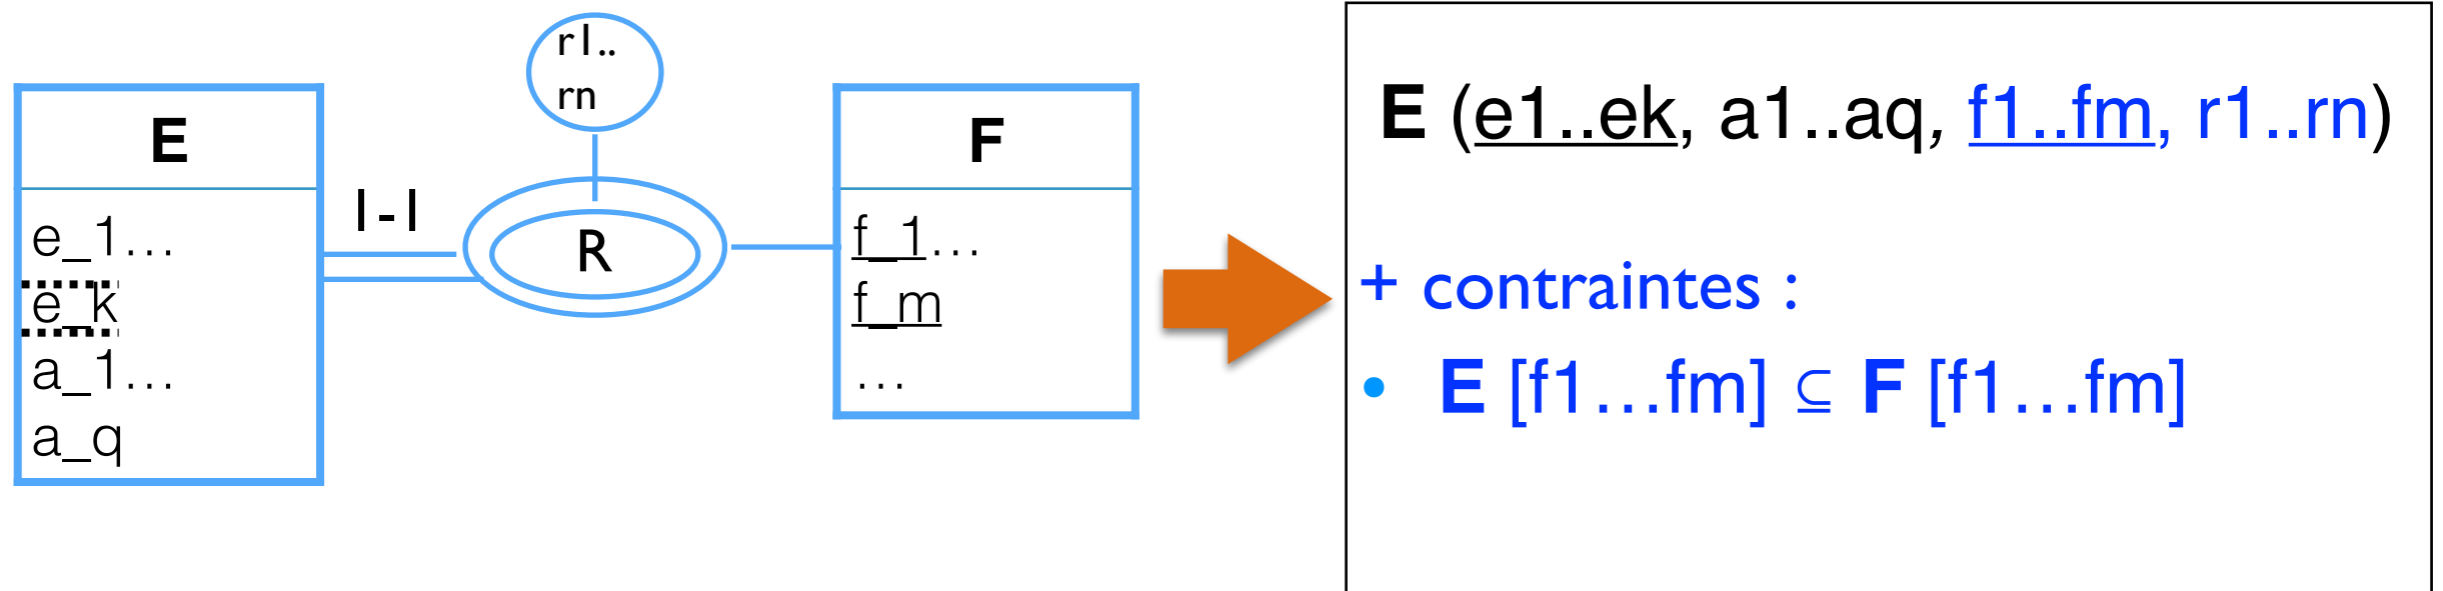 r1..
rn
E
e_1...
e_k
a_1...
a_q
1-1
R
F
f_1...
f_m
...
E (e1..ek, a1..aq, f1..fm, r1..rn)
+ contraintes :
• E [f1...fm] ⊆ F [f1...fm]